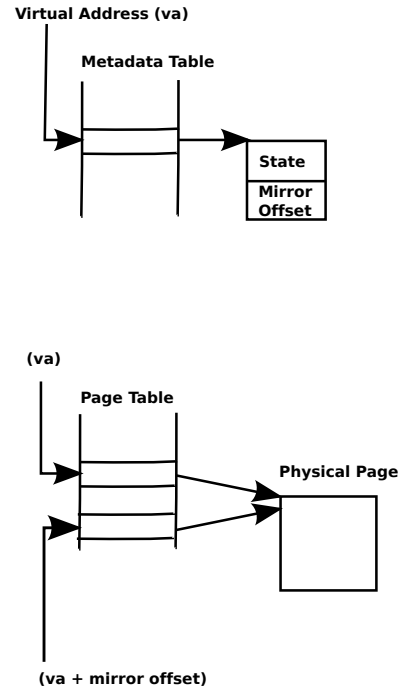 Virtual Address (va)
Metadata Table
State
Mirror
Offset
(va)
Page Table
Physical Page
(va + mirror offset)